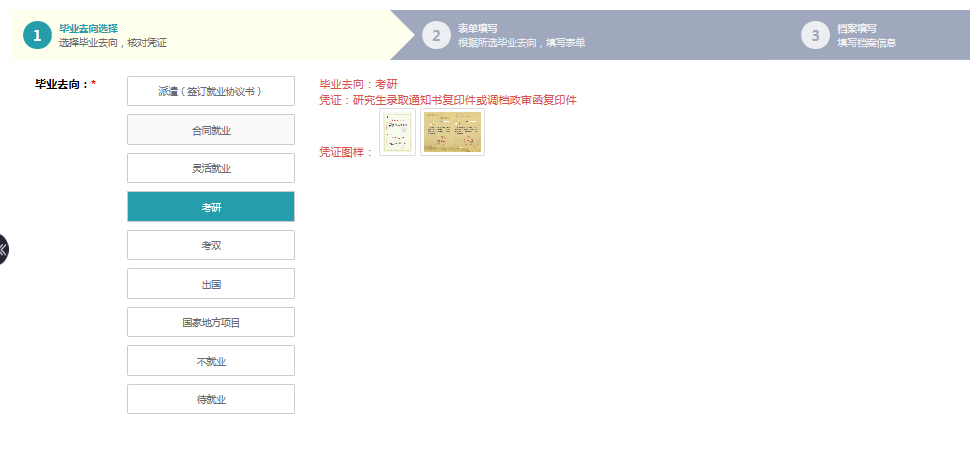 1
毕业去向选择
选择毕业去向，核对凭证
2
表单填写
根据所选毕业去向，填写表单
3
档案填写
填写档案信息
毕业去向：*
派遣（签订就业协议书）
合同就业
灵活就业
考研
考双
出国
国家地方项目
不就业
待就业
毕业去向：考研
凭证：研究生录取通知书复印件或调档政审函复印件
凭证图样：